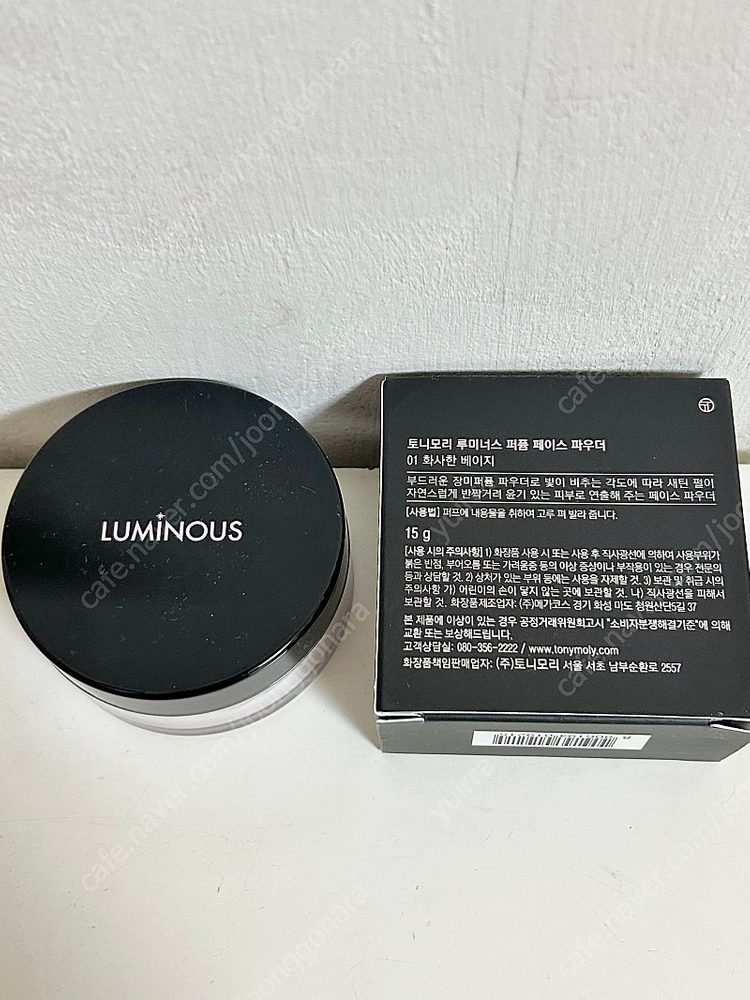 LUMINOUS
토니모리 루미너스 퍼퓸 페이스 파우더
01 화사한 베이지
부드러운 장미퍼퓸 파우더로 빛이 비추는 각도에 따라 새틴 펄이
자연스럽게 반짝거려 윤기 있는 피부로 연출해 주는 페이스 파우더
[사용법] 퍼프에 내용물을 취하여 고루 펴 발라 줍니다.
15 g
[사용 시의 주의사항] 1) 화장품 사용 시 또는 사용 후 직사광선에 의하여 사용부위가
붉은 반점, 부어오름 또는 가려움증 등의 이상 증상이나 부작용이 있는 경우 전문의
등과 상담할 것. 2) 상처가 있는 부위 등에는 사용을 자제할 것. 3) 보관 및 취급 시의
주의사항 가) 어린이의 손이 닿지 않는 곳에 보관할 것. 나) 직사광선을 피해서
보관할 것. 화장품제조업자: (주)메가코스 경기 화성 마도 청원산단5길 37
본 제품에 이상이 있는 경우 공정거래위원회고시 "소비자분쟁해결기준"에 의해
교환 또는 보상해드립니다.
고객상담실: 080-356-2222 / www.tonymoly.com
화장품책임판매업자: (주)토니모리 서울 서초 남부순환로 2557
cafe.naver.com/joonggonara